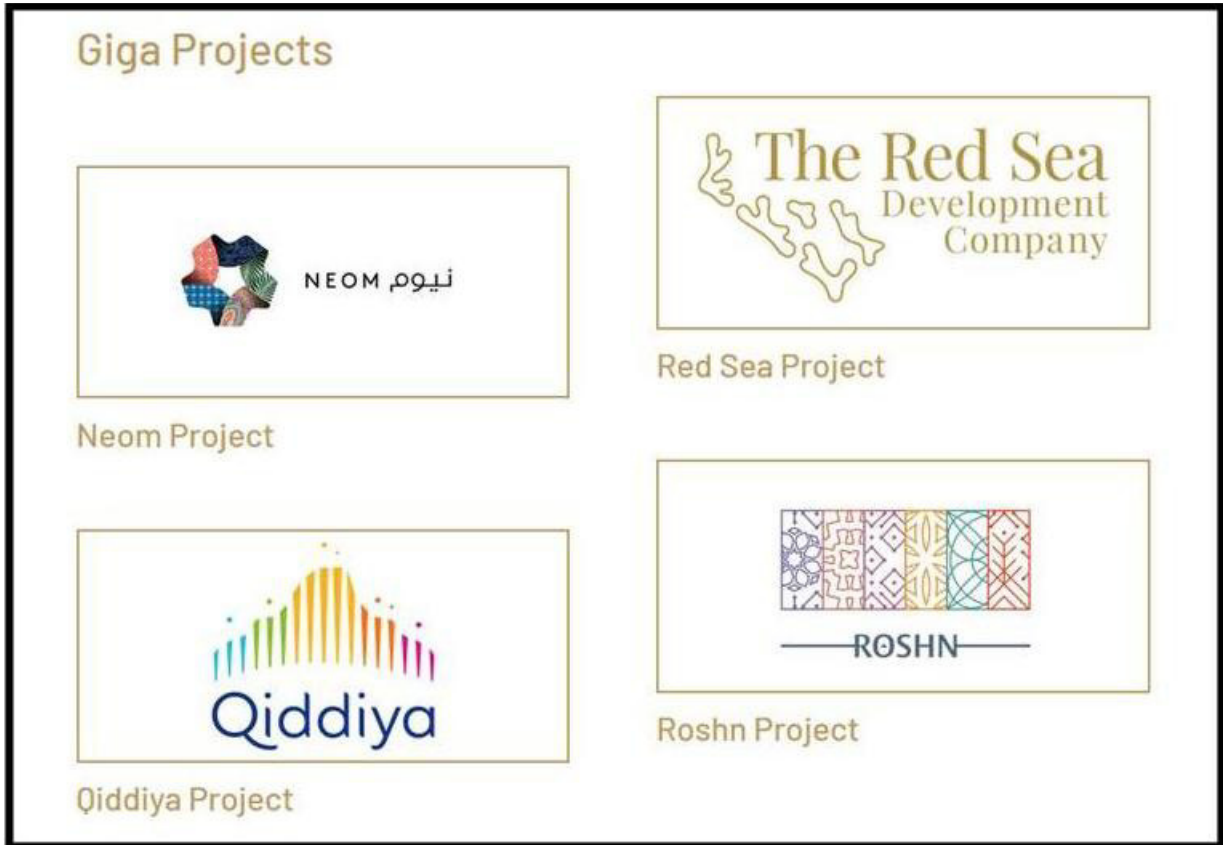 Giga Projects
NEOM نيوم
Neom Project
The Red Sea
Development
Company
Red Sea Project
Qiddiya
Qiddiya Project
ROSHN
Roshn Project